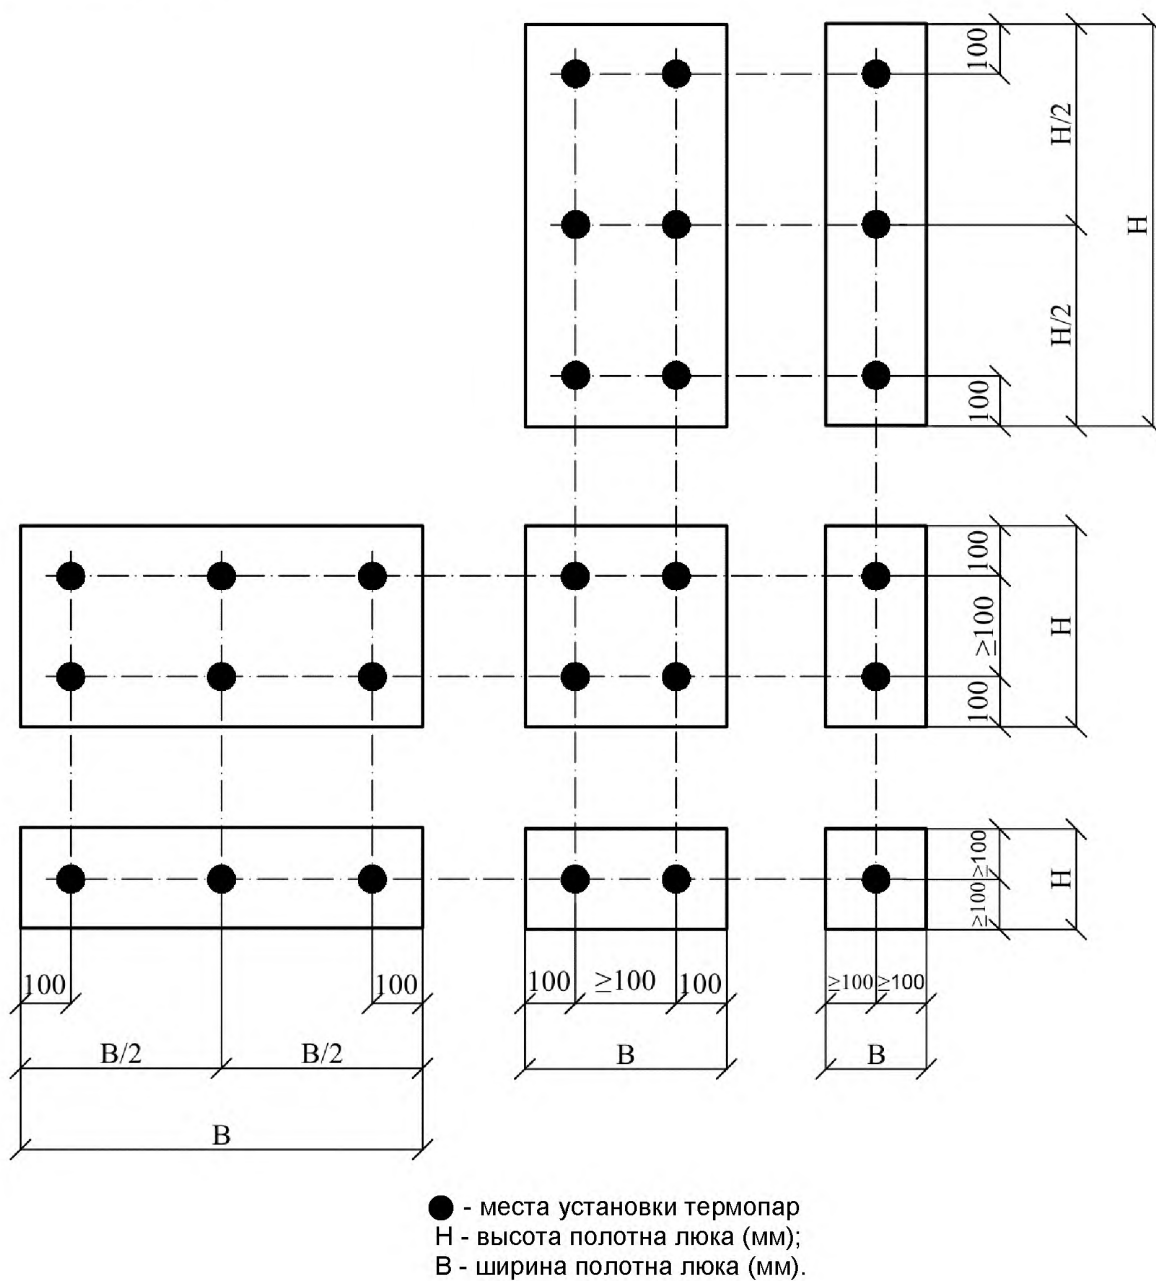 100
H/2
H
H/2
100
100
≥100
H
100
≥100
H
≥100
100
100
100
≥100
100
≥100
≥100
B/2
B/2
B
B
B
- места установки термопар
H - высота полотна люка (мм);
B - ширина полотна люка (мм).